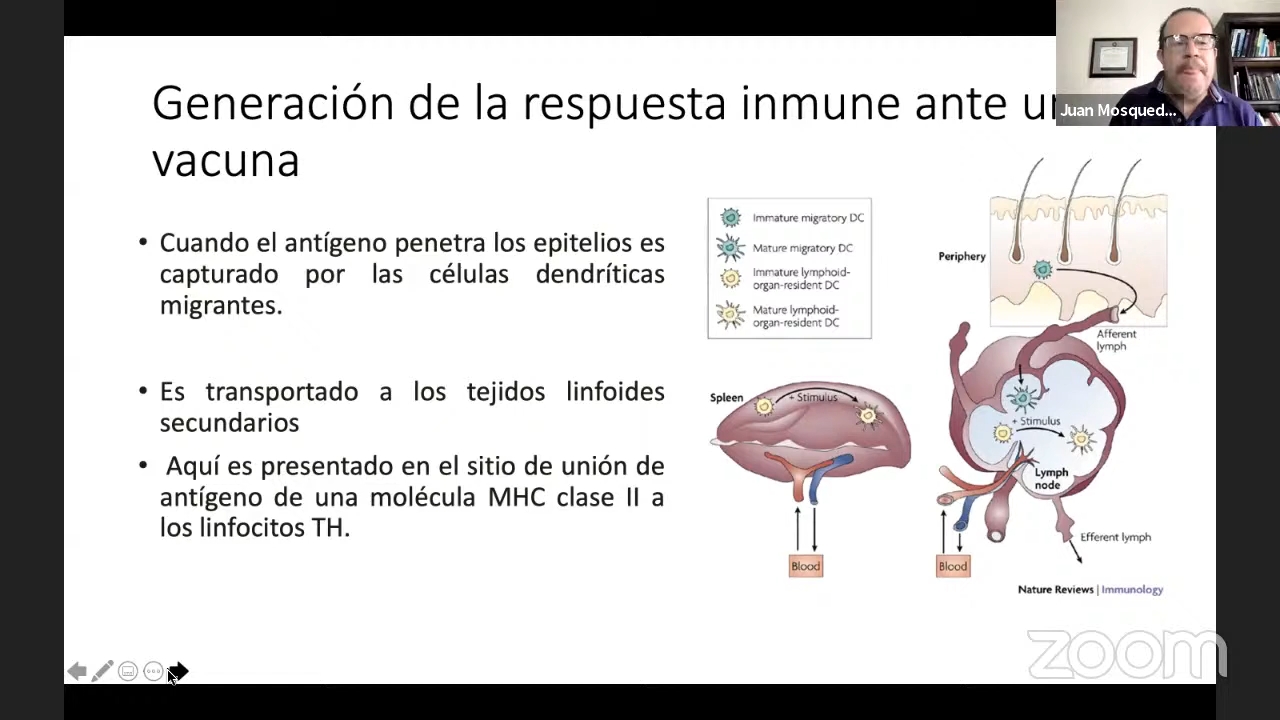 Generación de la respuesta inmune ante
vacuna
Juan Mosqued...
• Cuando el antígeno penetra los epitelios es
capturado por las células dendríticas
migrantes.
• Es transportado a los tejidos linfoides
secundarios
• Aquí es presentado en el sitio de unión de
antígeno de una molécula MHC clase II a
los linfocitos TH.
Immature migratory DC
Mature migratory DC
Immature lymphoid-
organ-resident DC
Mature lymphoid-
organ-resident DC
Periphery
Afferent
lymph
Spleen
+ Stimulus
+ Stimulus
Lymph
node
Efferent lymph
Blood
Blood
Nature Reviews | Immunology
zoom